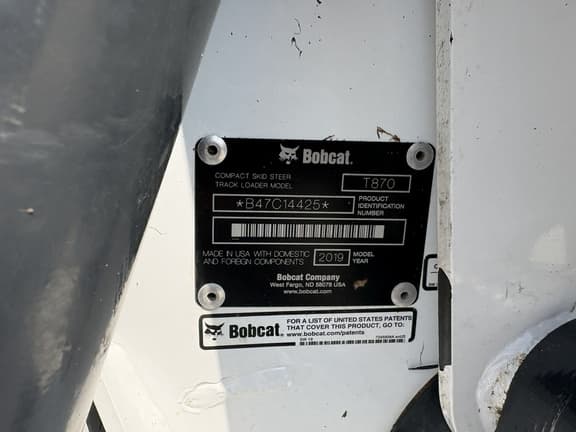 Bobcat.
COMPACT SKID STEER
TRACK LOADER MODEL
T870
*B47C14425*
PRODUCT
IDENTIFICATION
NUMBER
MADE IN USA WITH DOMESTIC
AND FOREIGN COMPONENTS
2019
MODEL
YEAR
Bobcat Company
West Fargo, ND 58078 USA
www.bobcat.com
Bobcat.
FOR A LIST OF UNITED STATES PATENTS
THAT COVER THIS PRODUCT, GO TO:
www.bobcat.com/patents